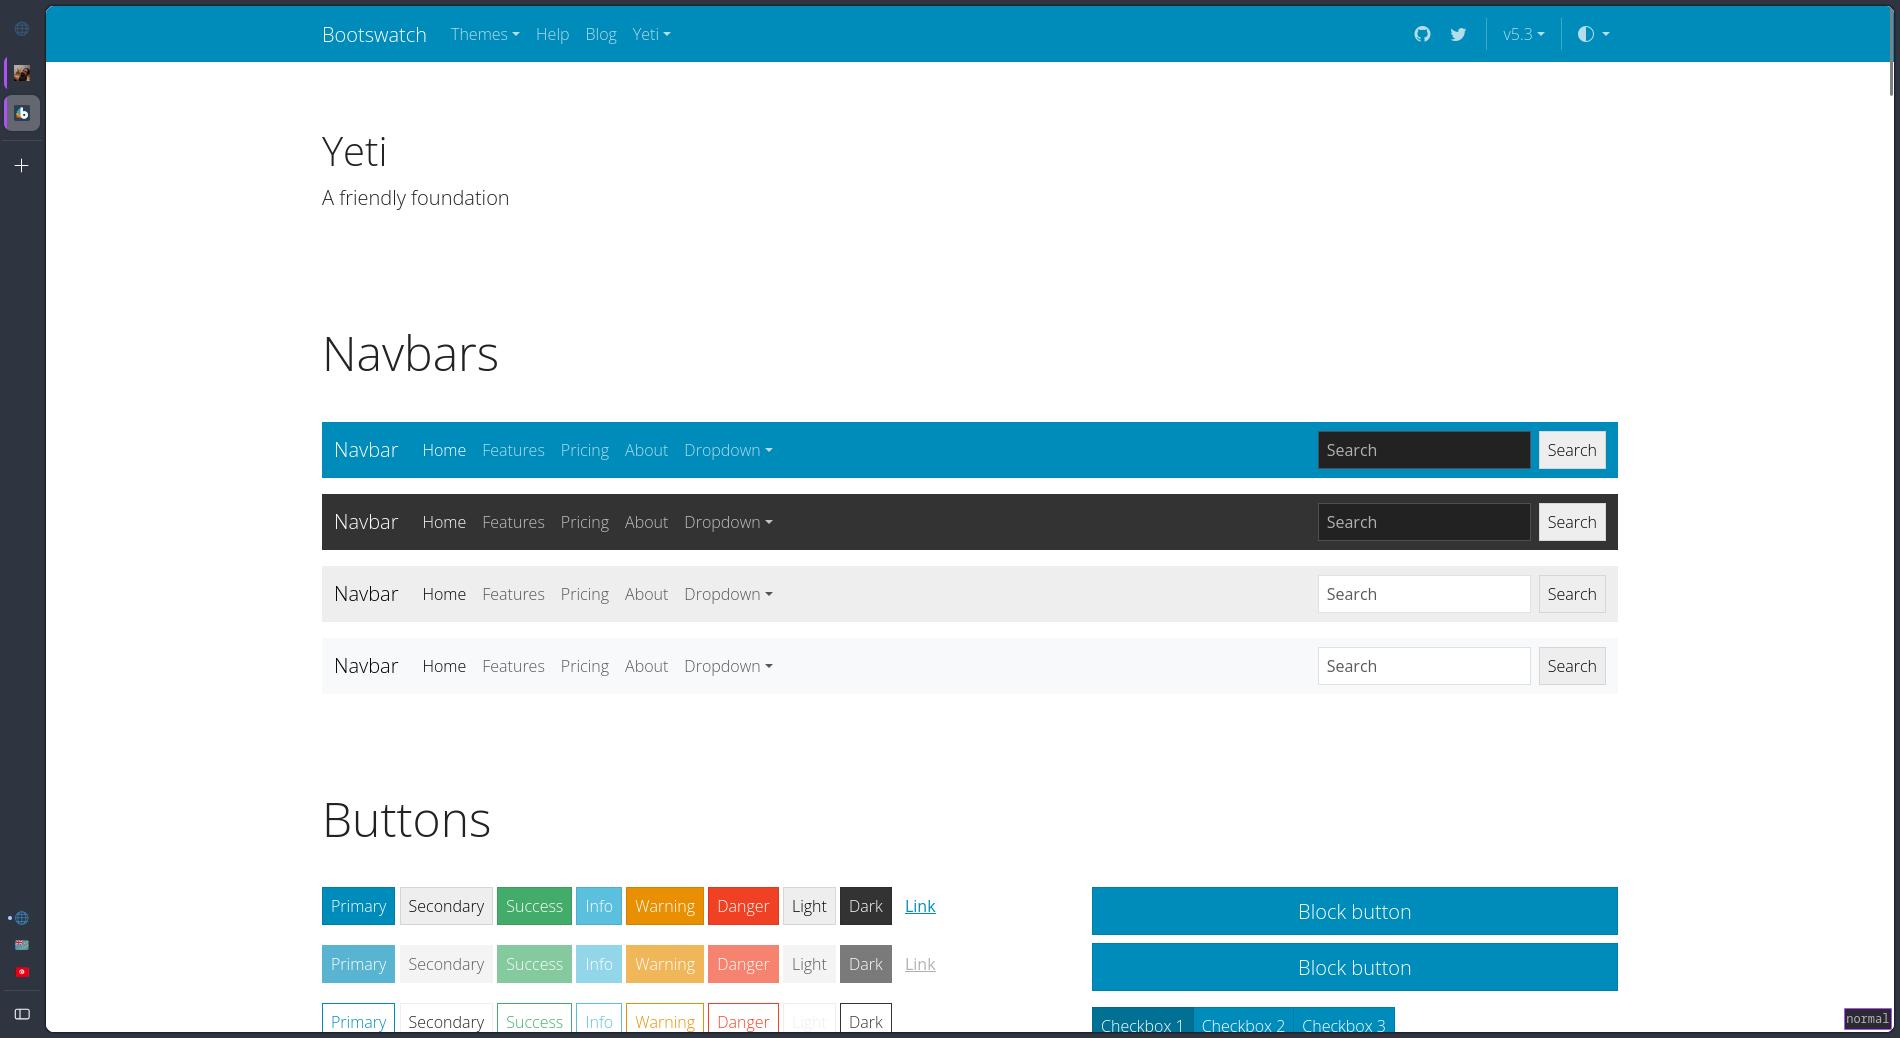 Bootswatch Themes Help Blog Yeti v5.3
Yeti
A friendly foundation
Navbars
Navbar Home Features Pricing About Dropdown Search Search
Navbar Home Features Pricing About Dropdown Search Search
Navbar Home Features Pricing About Dropdown Search Search
Navbar Home Features Pricing About Dropdown Search Search
Buttons
Primary Secondary Success Info Warning Danger Light Dark Link
Block button
Primary Secondary Success Info Warning Danger Light Dark Link
Block button
Primary Secondary Success Info Warning Danger Light Dark
Checkbox 1 Checkbox 2 Checkbox 3
normal